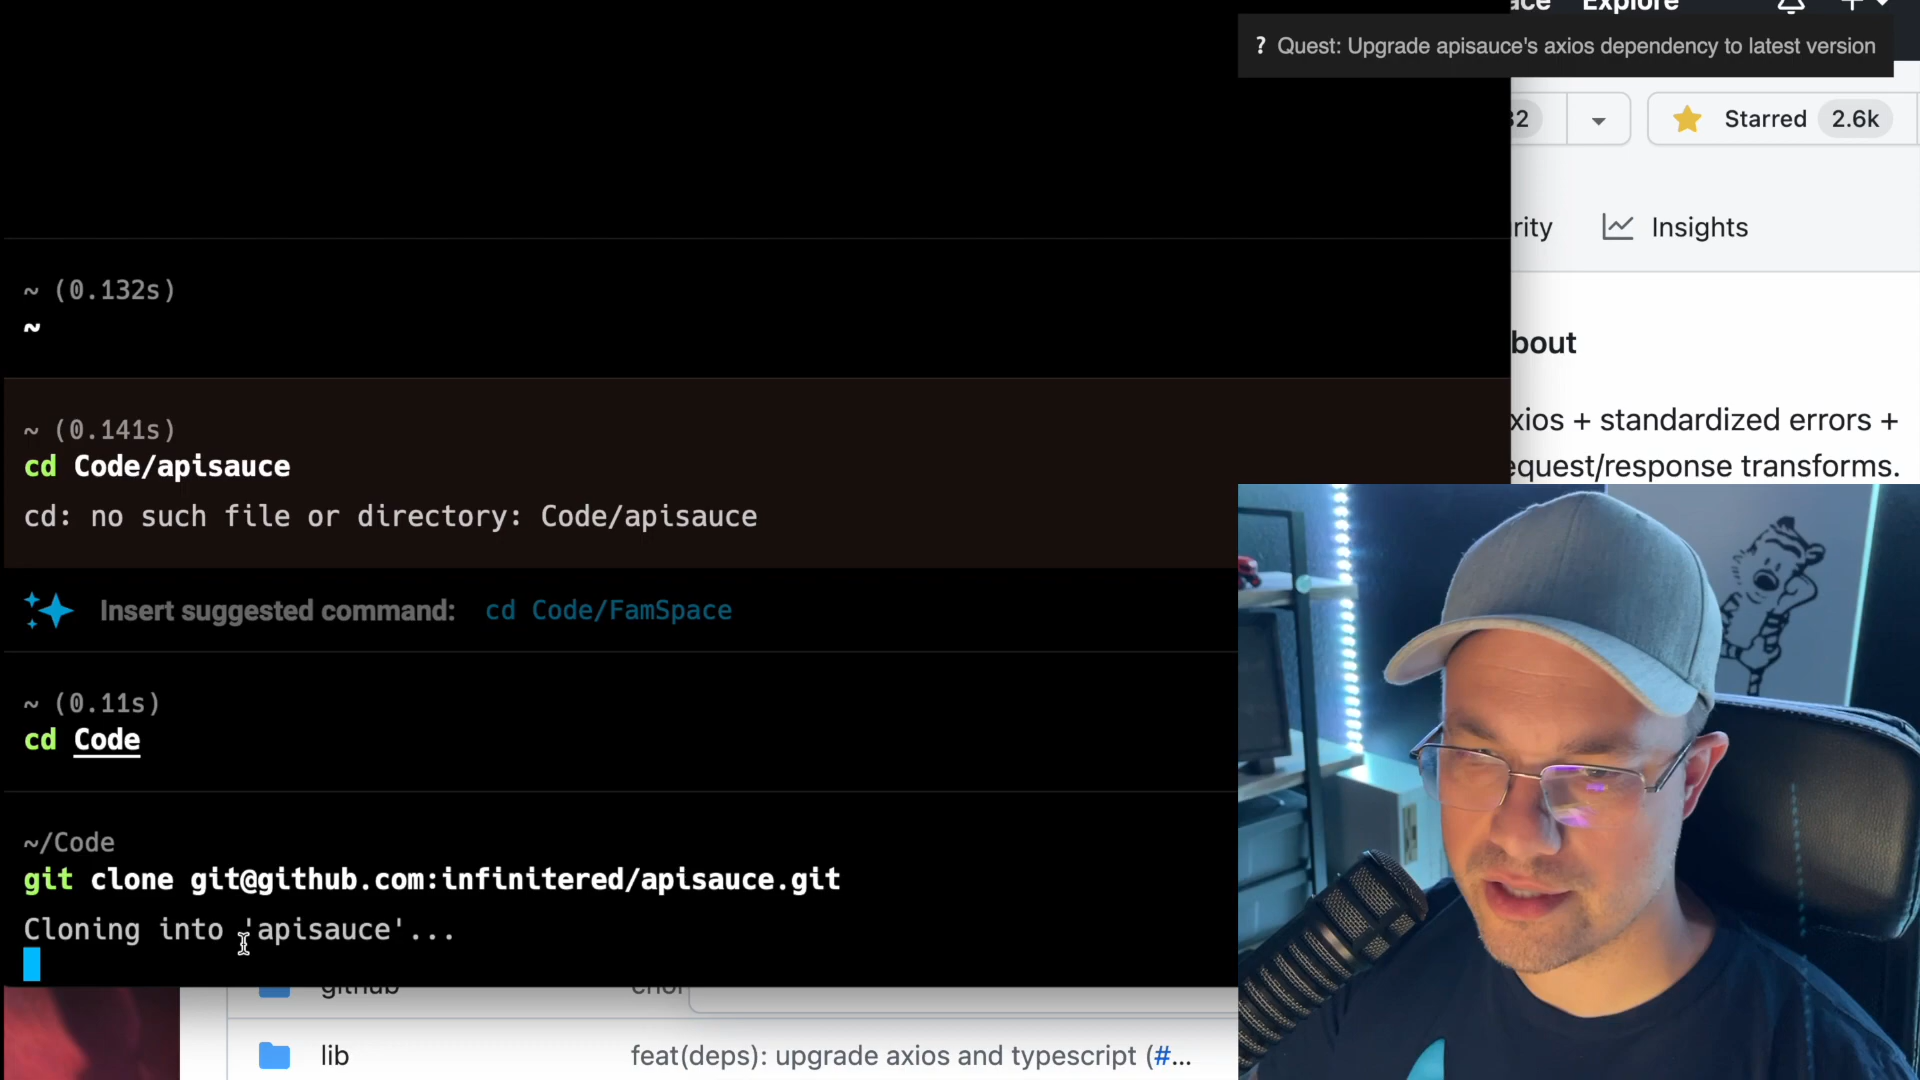 Explore
? Quest: Upgrade apisauce's axios dependency to latest version
Starred 2.6k
Insights
~ (0.132s)
~
~ (0.141s)
cd Code/apisauce
cd: no such file or directory: Code/apisauce
Insert suggested command: cd Code/FamSpace
~ (0.11s)
cd Code
~/Code
git clone git@github.com:infinitered/apisauce.git
Cloning into 'apisauce'...
bout
xios + standardized errors +
equest/response transforms.
github
lib feat(deps): upgrade axios and typescript (#...